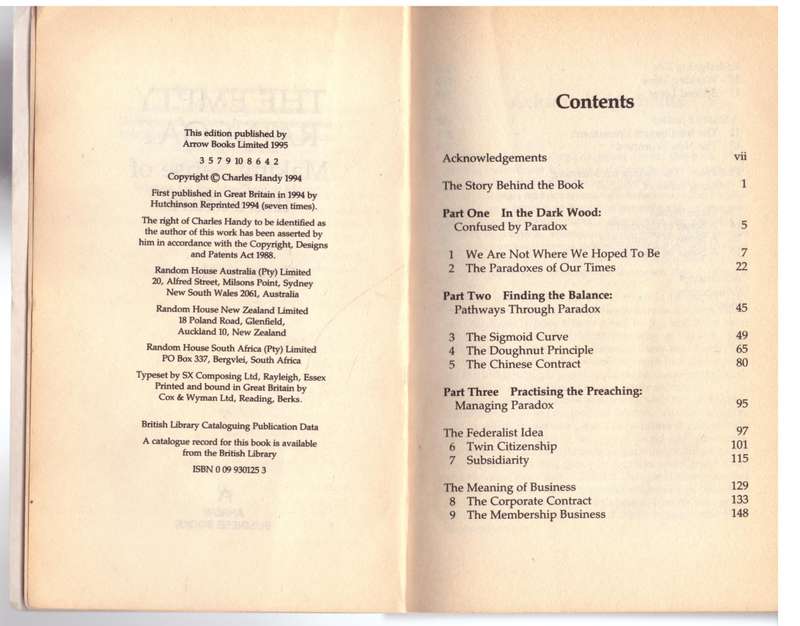 This edition published by
Arrow Books Limited 1995
3 5 7 9 10 8 6 4 2
Copyright © Charles Handy 1994
First published in Great Britain in 1994 by
Hutchinson Reprinted 1994 (seven times).
The right of Charles Handy to be identified as
the author of this work has been asserted by
him in accordance with the Copyright, Designs
and Patents Act 1988.
Random House Australia (Pty) Limited
20, Alfred Street, Milsons Point, Sydney
New South Wales 2061, Australia
Random House New Zealand Limited
18 Poland Road, Glenfield,
Auckland 10, New Zealand
Random House South Africa (Pty) Limited
PO Box 337, Bergvlei, South Africa
Typeset by SX Composing Ltd, Rayleigh, Essex
Printed and bound in Great Britain by
Cox & Wyman Ltd, Reading, Berks.
British Library Cataloguing Publication Data
A catalogue record for this book is available
from the British Library
ISBN 0 09 930125 3
Contents
Acknowledgements vii
The Story Behind the Book 1
Part One In the Dark Wood:
Confused by Paradox 5
1 We Are Not Where We Hoped To Be 7
2 The Paradoxes of Our Times 22
Part Two Finding the Balance:
Pathways Through Paradox 45
3 The Sigmoid Curve 49
4 The Doughnut Principle 65
5 The Chinese Contract 80
Part Three Practising the Preaching:
Managing Paradox 95
The Federalist Idea 97
6 Twin Citizenship 101
7 Subsidiarity 115
The Meaning of Business 129
8 The Corporate Contract 133
9 The Membership Business 148